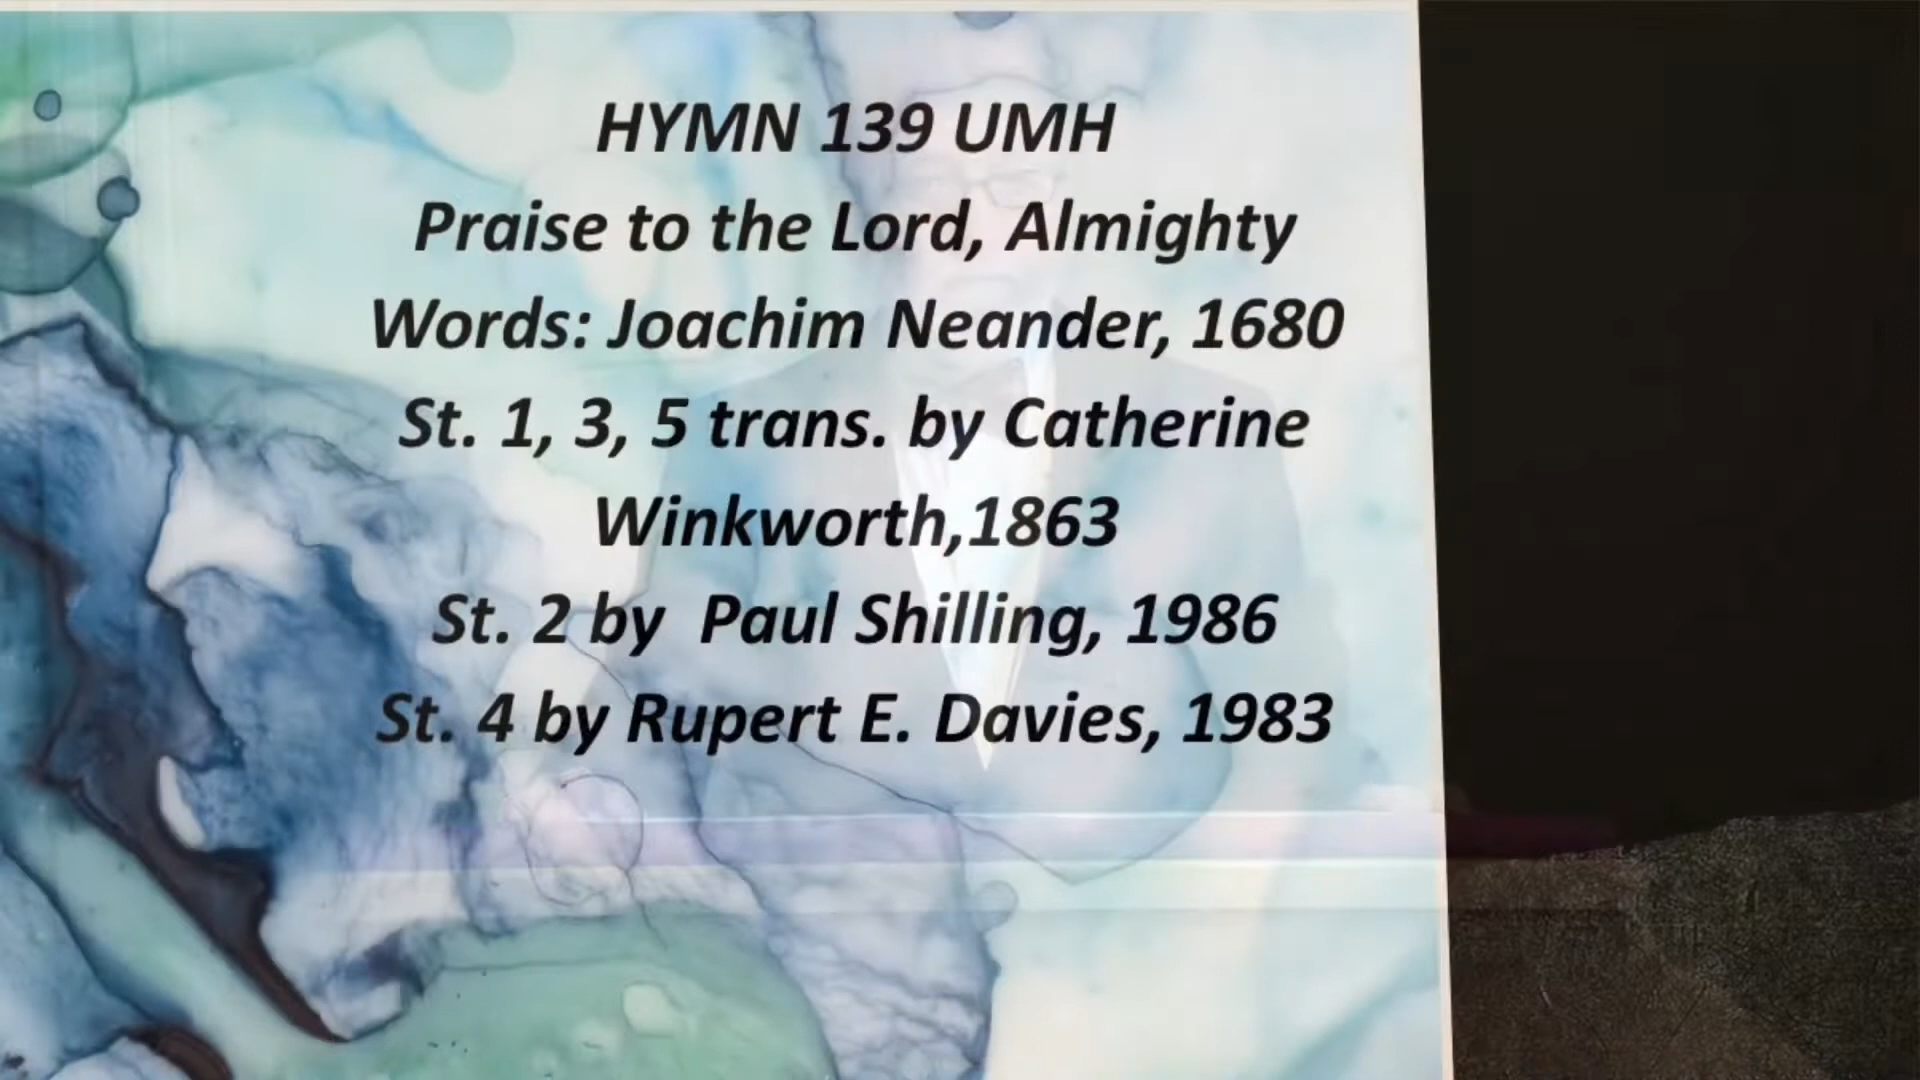 HYMN 139 UMH
Praise to the Lord, Almighty
Words: Joachim Neander, 1680
St. 1, 3, 5 trans. by Catherine
Winkworth,1863
St. 2 by  Paul Shilling, 1986
St. 4 by Rupert E. Davies, 1983